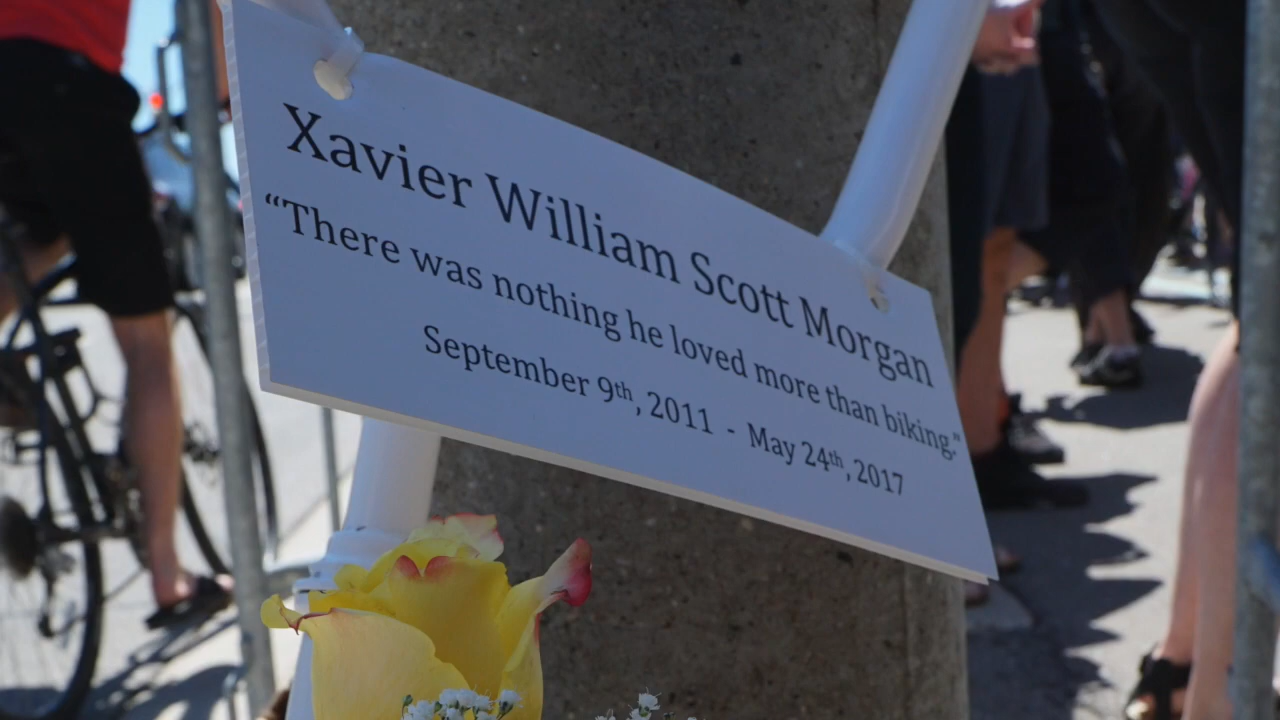 Xavier William Scott Morgan
“There was nothing he loved more than biking.”
September 9th, 2011 - May 24th, 2017